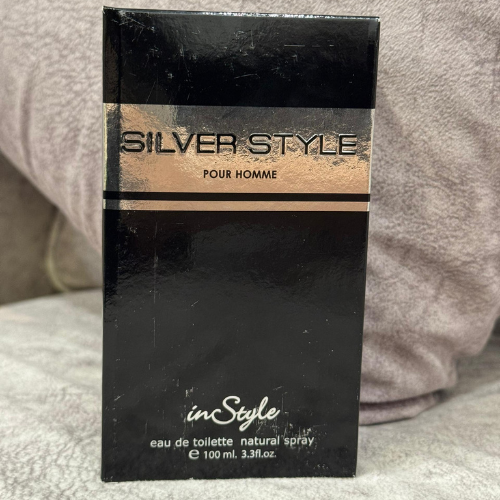 SILVER STYLE
POUR HOMME
inStyle
eau de toilette natural spray
℮ 100 ml. 3.3fl.oz.